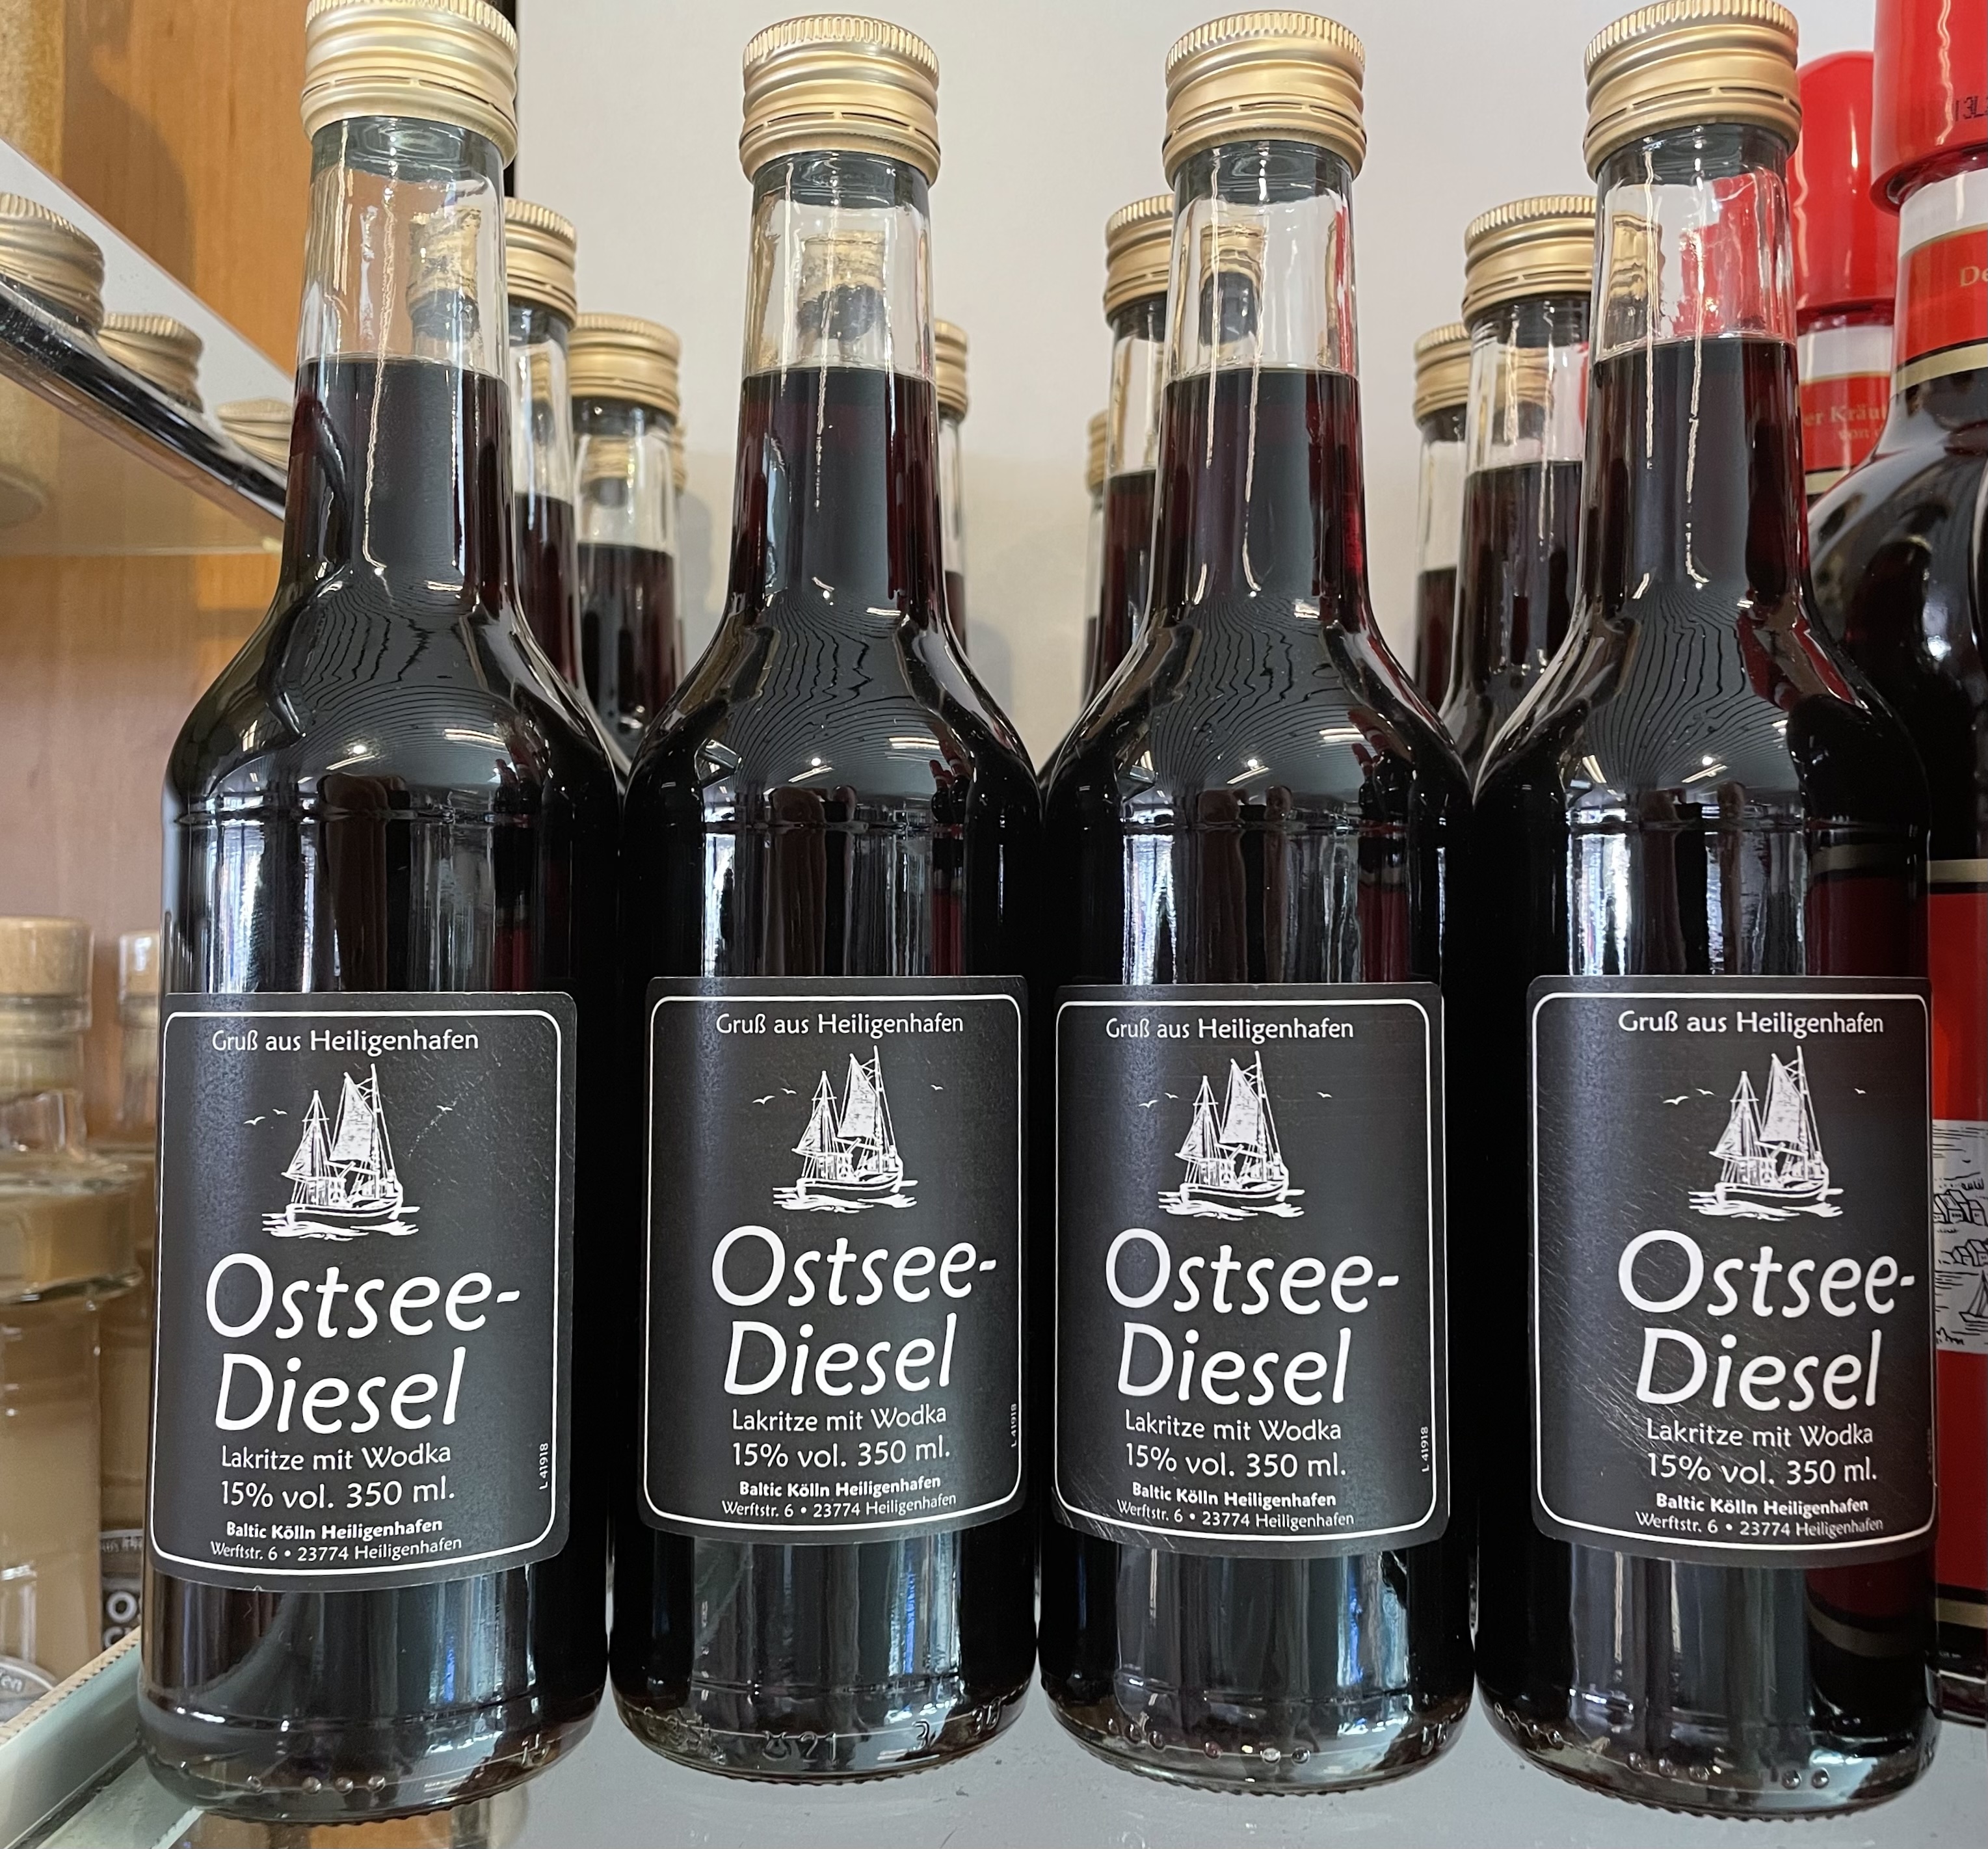 Gruß aus Heiligenhafen
Ostsee-
Diesel
Lakritze mit Wodka
15% vol. 350 ml.
Baltic Kölln Heiligenhafen
Werftstr. 6 • 23774 Heiligenhafen
L 41918
Gruß aus Heiligenhafen
Ostsee-
Diesel
Lakritze mit Wodka
15% vol. 350 ml.
Baltic Kölln Heiligenhafen
Werftstr. 6 • 23774 Heiligenhafen
L 41918
Gruß aus Heiligenhafen
Ostsee-
Diesel
Lakritze mit Wodka
15% vol. 350 ml.
Baltic Kölln Heiligenhafen
Werftstr. 6 • 23774 Heiligenhafen
L 41918
Gruß aus Heiligenhafen
Ostsee-
Diesel
Lakritze mit Wodka
15% vol. 350 ml.
Baltic Kölln Heiligenhafen
Werftstr. 6 • 23774 Heiligenhafen